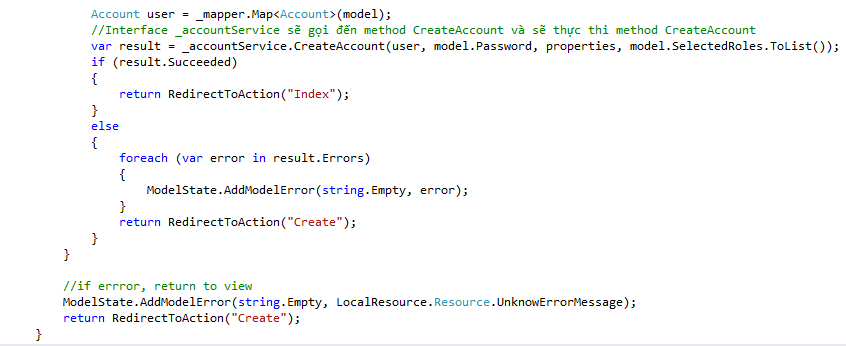 Account user = _mapper.Map<Account>(model);
//Interface _accountService sẽ gọi đến method CreateAccount và sẽ thực thi method CreateAccount
var result = _accountService.CreateAccount(user, model.Password, properties, model.SelectedRoles.ToList());
if (result.Succeeded)
{
return RedirectToAction("Index");
}
else
{
foreach (var error in result.Errors)
{
ModelState.AddModelError(string.Empty, error);
}
return RedirectToAction("Create");
}
}
//if errror, return to view
ModelState.AddModelError(string.Empty, LocalResource.Resource.UnknowErrorMessage);
return RedirectToAction("Create");
}